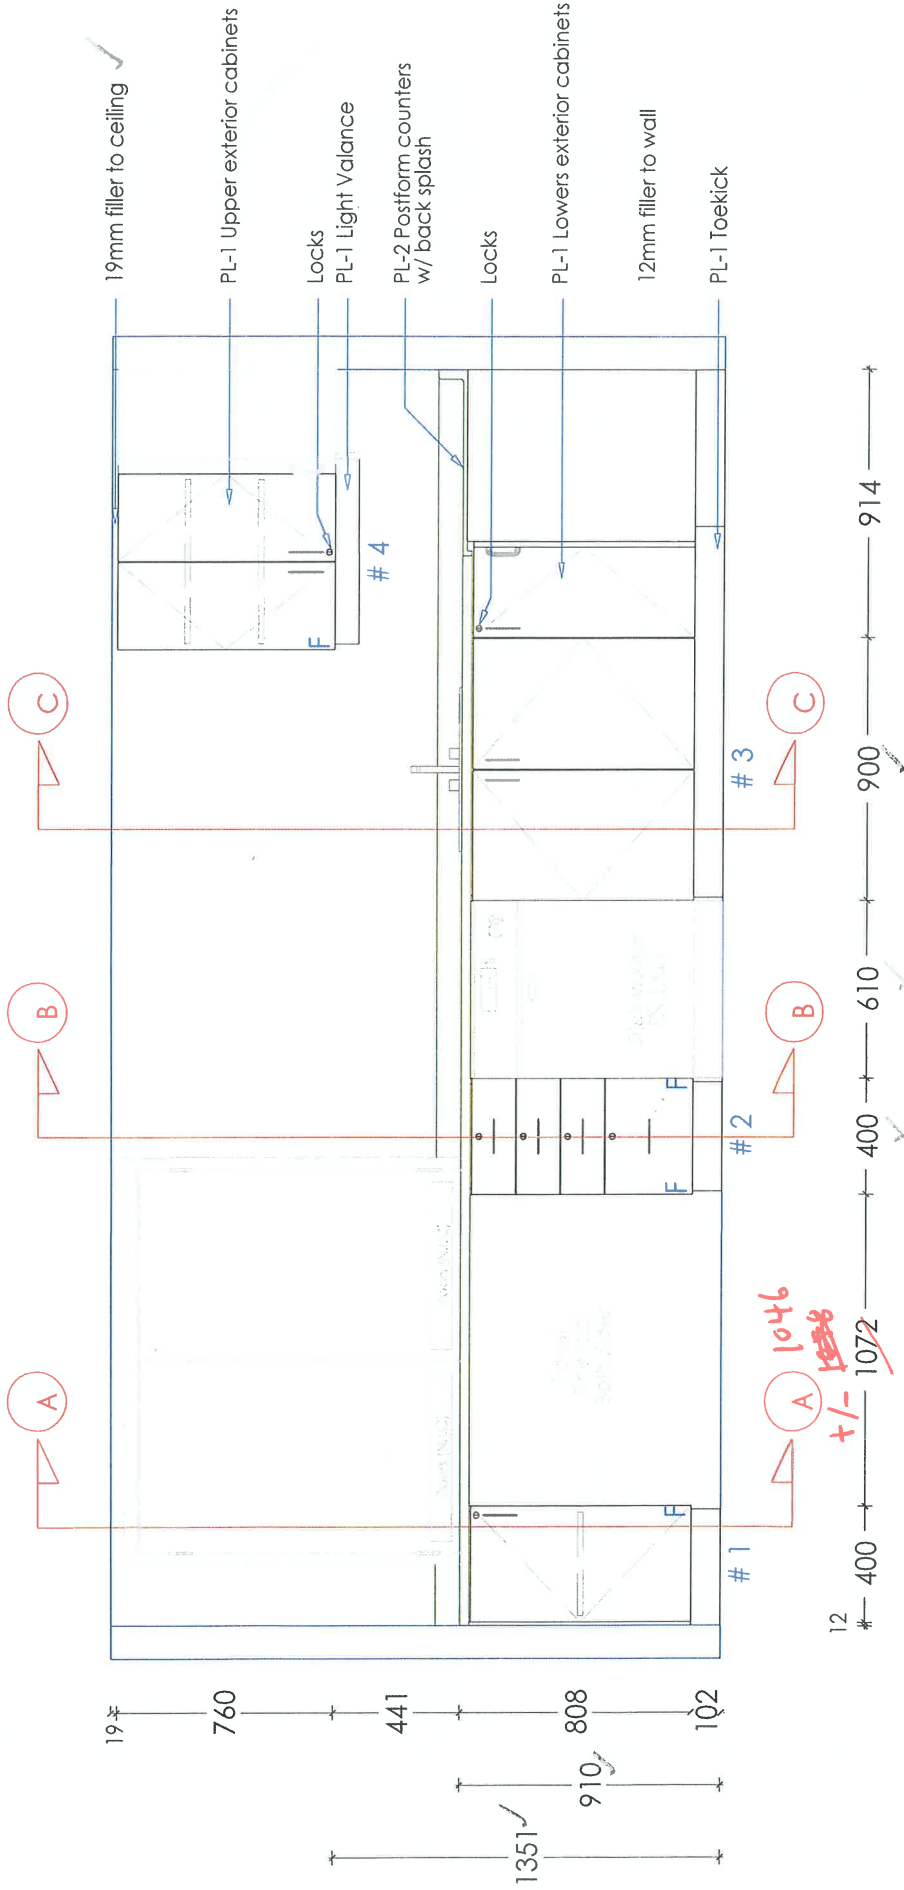 19mm filler to ceiling
PL-1 Upper exterior cabinets
Locks
PL-1 Light Valance
PL-2 Postform counters
w/ back splash
Locks
PL-1 Lowers exterior cabinets
12mm filler to wall
PL-1 Toekick
A
B
C
F
# 4
F
F
F
# 1
# 2
# 3
A
B
C
19
760
441
808
102
910
1351
+/-
1046
12
400
1072
400
610
900
914